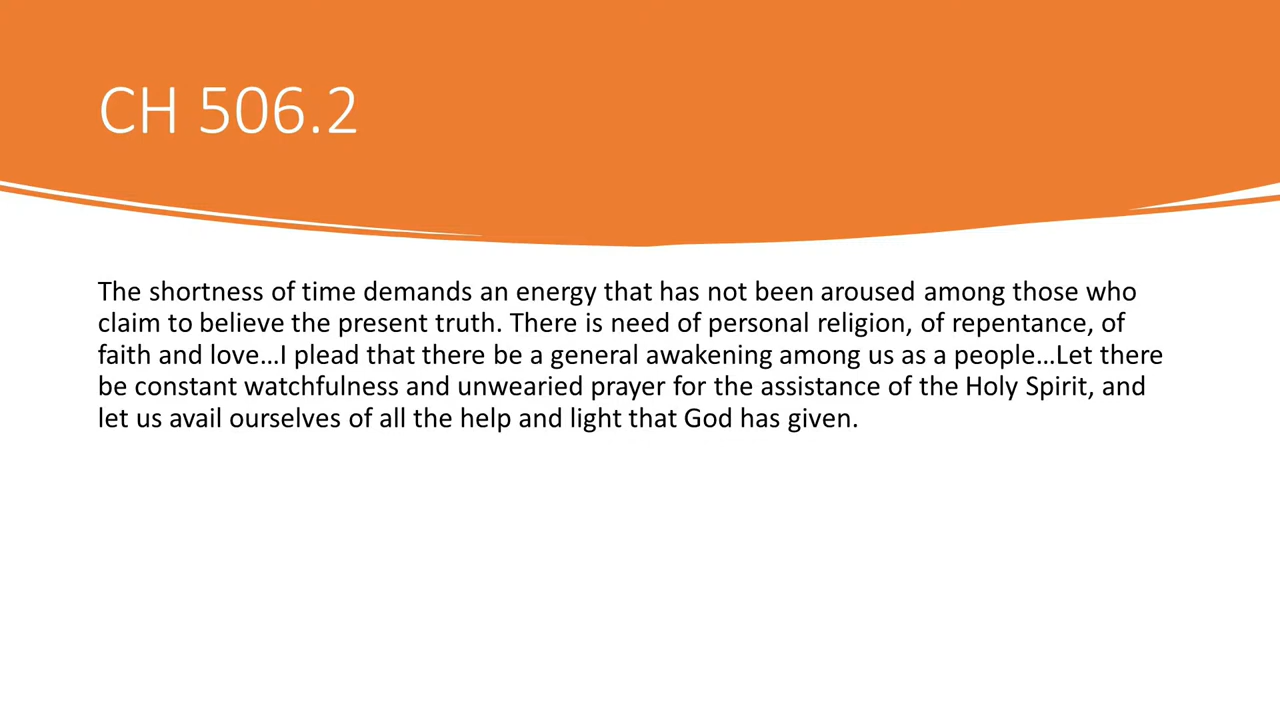 CH 506.2
The shortness of time demands an energy that has not been aroused among those who
claim to believe the present truth. There is need of personal religion, of repentance, of
faith and love…I plead that there be a general awakening among us as a people…Let there
be constant watchfulness and unwearied prayer for the assistance of the Holy Spirit, and
let us avail ourselves of all the help and light that God has given.